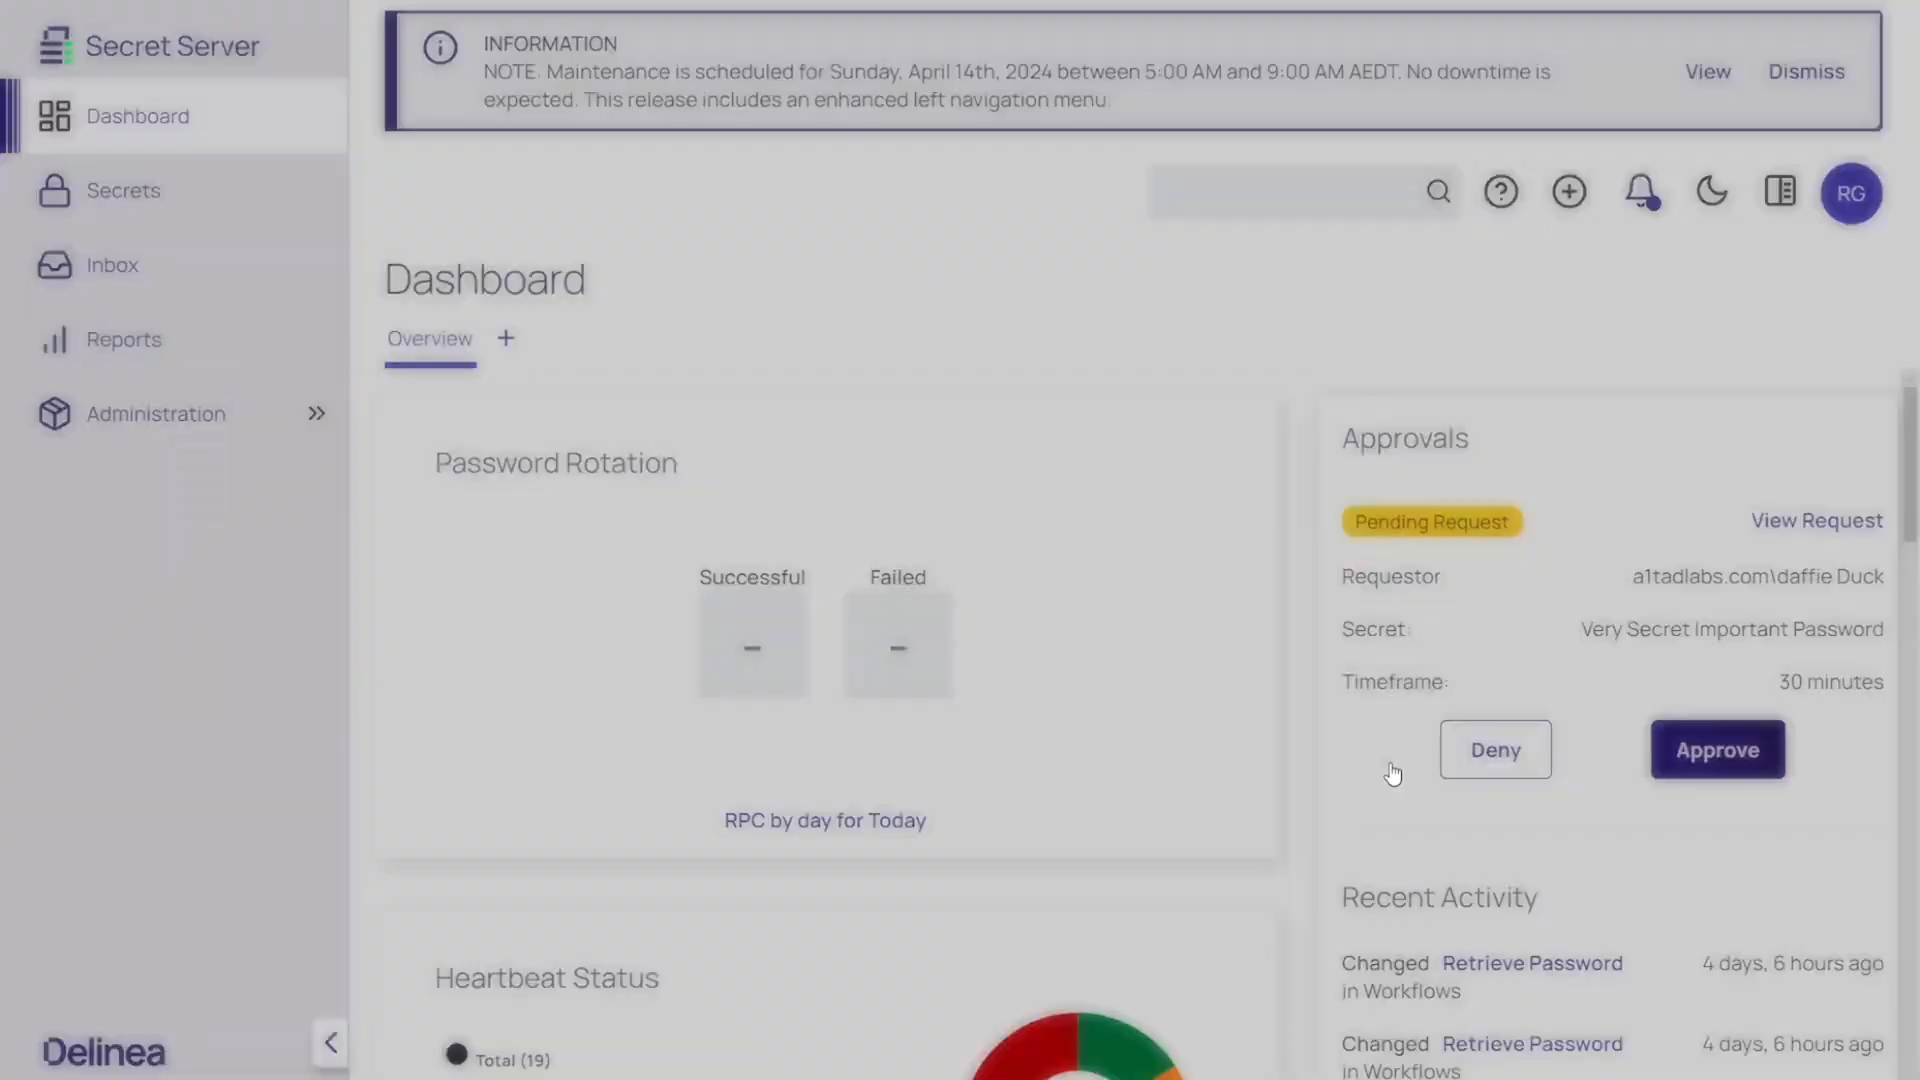 Secret Server
Dashboard
Secrets
Inbox
Reports
Administration
Delinea
INFORMATION
NOTE: Maintenance is scheduled for Sunday, April 14th, 2024 between 5:00 AM and 9:00 AM AEDT. No downtime is
expected. This release includes an enhanced left navigation menu.
View
Dismiss
RG
Dashboard
Overview +
Password Rotation
Successful
Failed
-
-
RPC by day for Today
Heartbeat Status
Total (19)
Approvals
Pending Request
View Request
Requestor
a1tadlabs.com\daffie Duck
Secret:
Very Secret Important Password
Timeframe:
30 minutes
Deny
Approve
Recent Activity
Changed Retrieve Password 4 days, 6 hours ago
in Workflows
Changed Retrieve Password 4 days, 6 hours ago
in Workflows